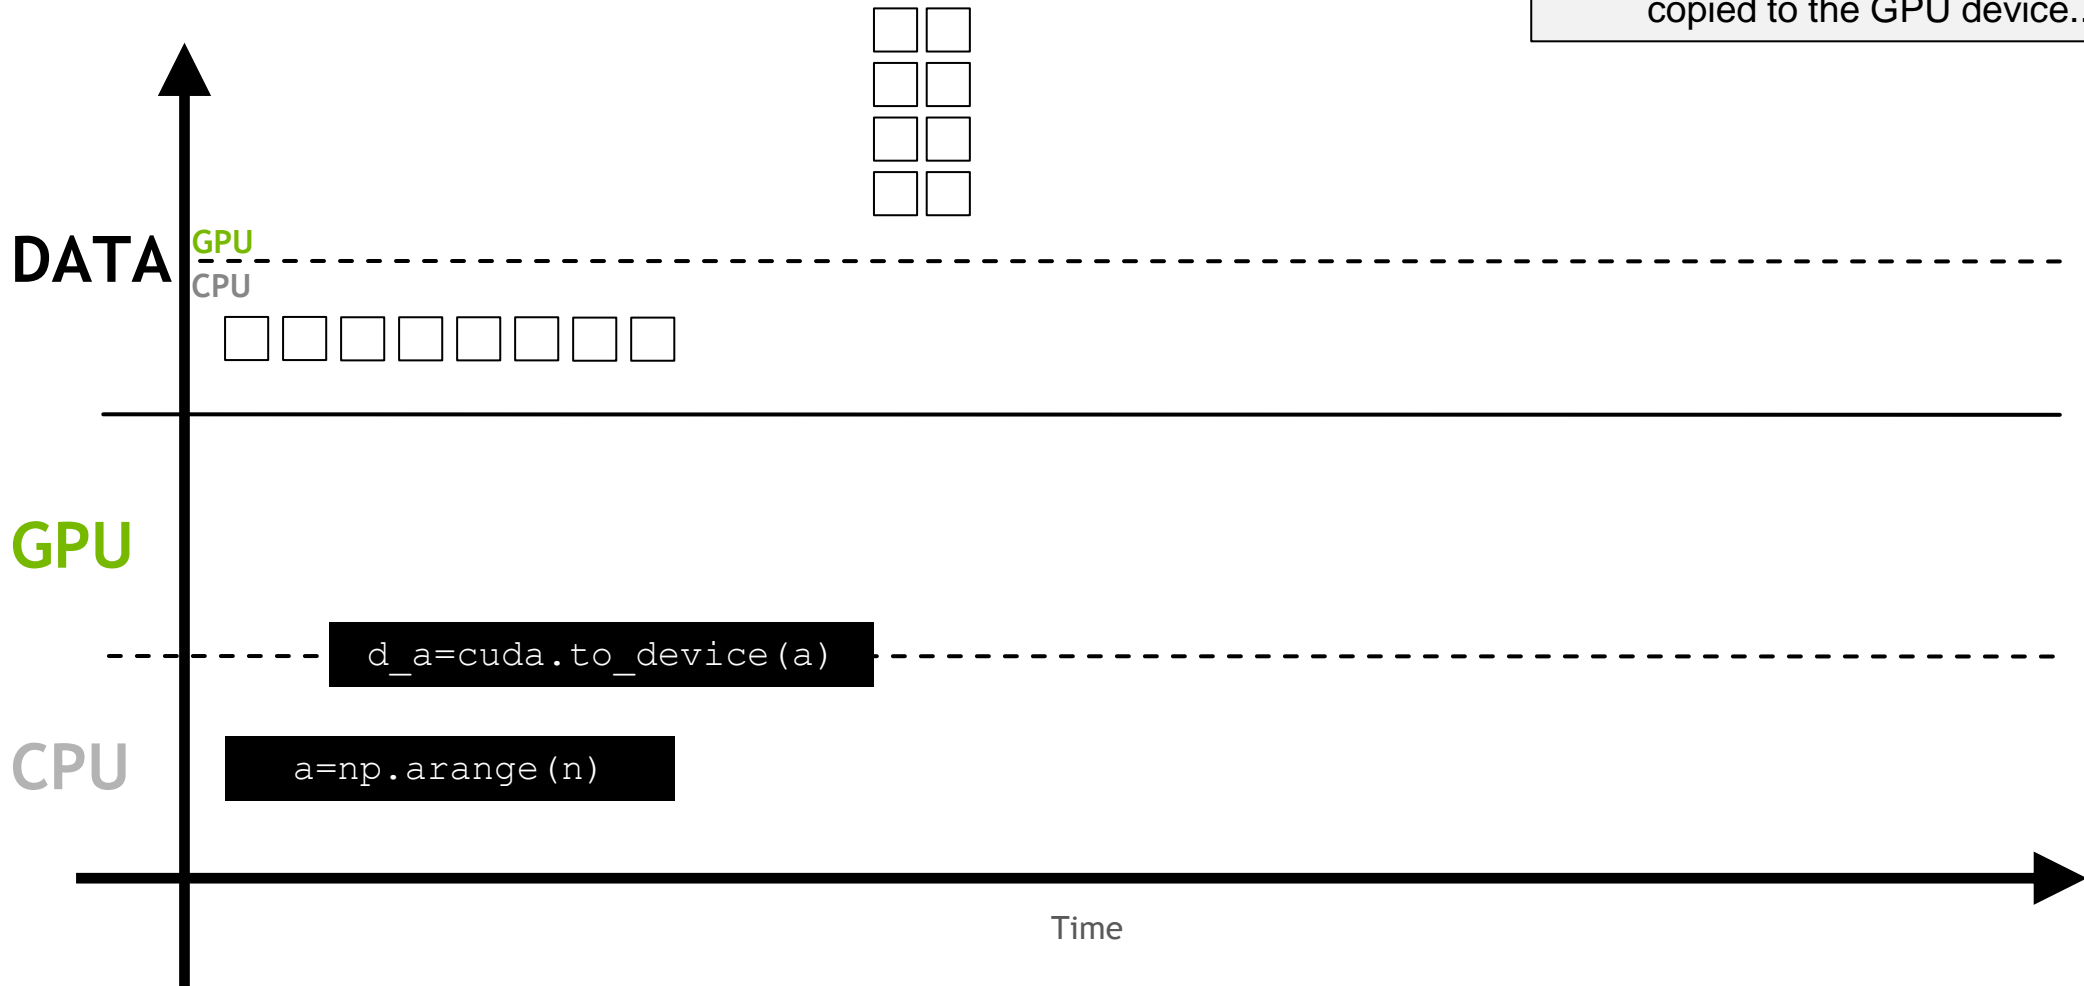 copied to the GPU device..
DATA
GPU
CPU
GPU
d_a=cuda.to_device(a)
CPU
a=np.arange(n)
Time